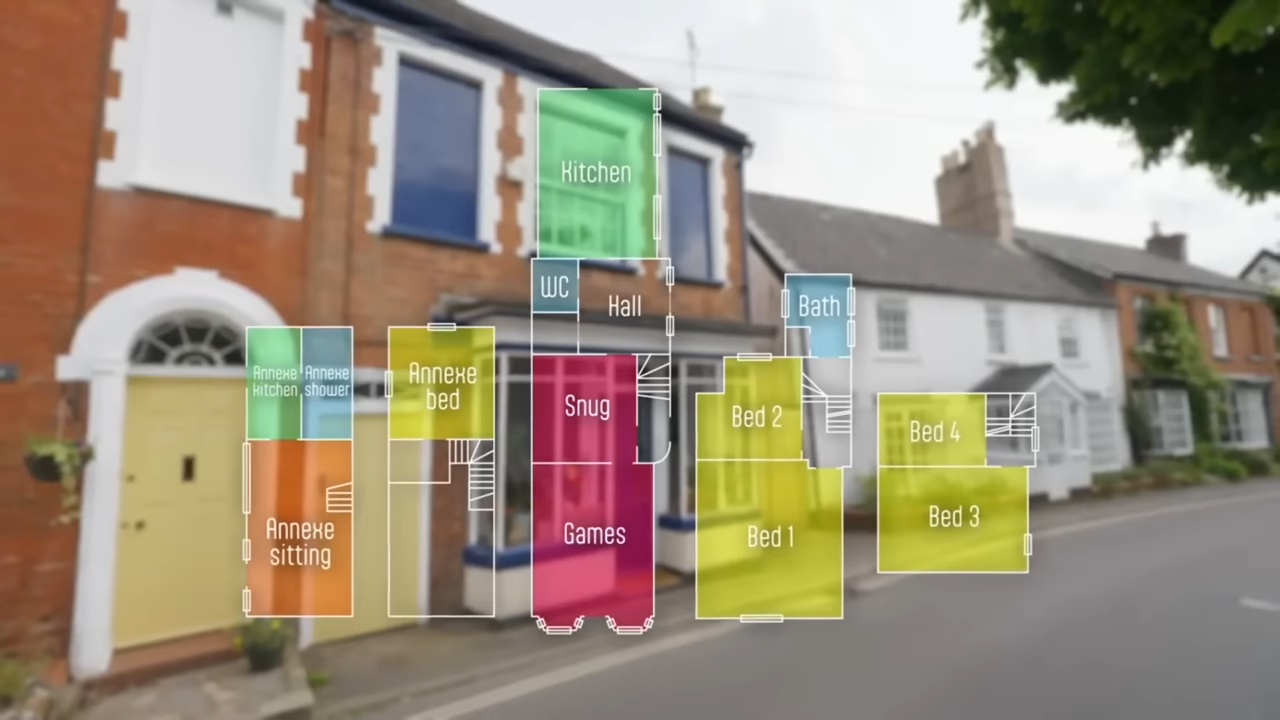 Kitchen
WC
Hall
Bath
Annexe
kitchen
Annexe
shower
Annexe
bed
Snug
Bed 2
Bed 4
Annexe
sitting
Games
Bed 1
Bed 3